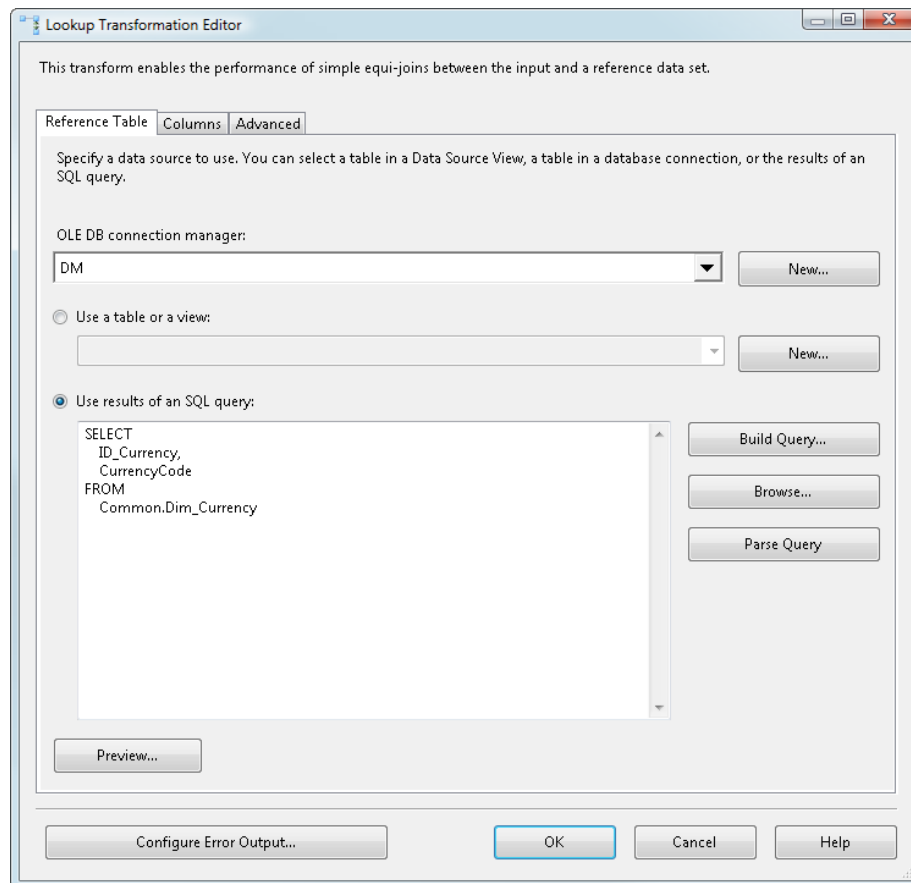 Lookup Transformation Editor
This transform enables the performance of simple equi-joins between the input and a reference data set.
Reference Table Columns Advanced
Specify a data source to use. You can select a table in a Data Source View, a table in a database connection, or the results of an
SQL query.
OLE DB connection manager:
DM New...
Use a table or a view:
New...
Use results of an SQL query:
SELECT
ID_Currency,
CurrencyCode
FROM
Common.Dim_Currency
Build Query...
Browse...
Parse Query
Preview...
Configure Error Output... OK Cancel Help